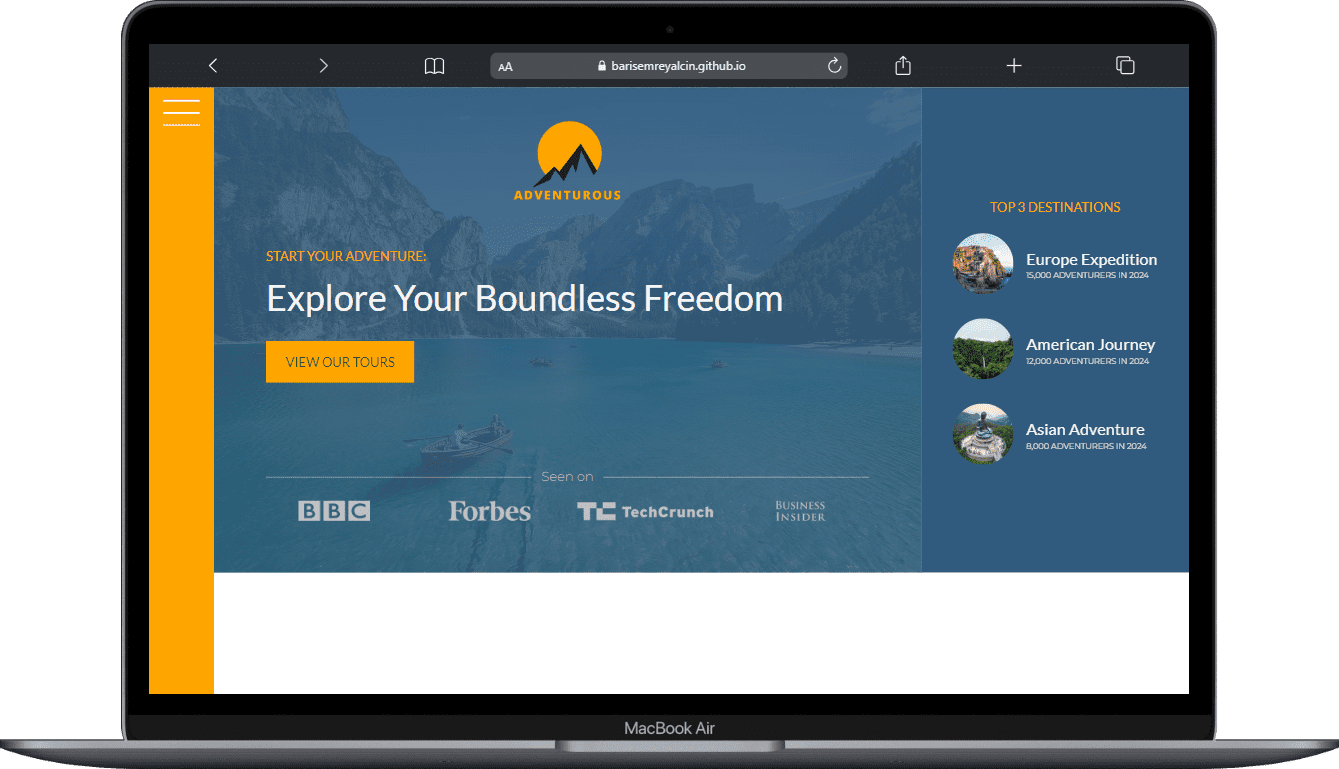 AA
barisemreyalcin.github.io
ADVENTUROUS
START YOUR ADVENTURE:
Explore Your Boundless Freedom
VIEW OUR TOURS
Seen on
BBC
Forbes
TC TechCrunch
BUSINESS
INSIDER
TOP 3 DESTINATIONS
Europe Expedition
15,000 ADVENTURERS IN 2024
American Journey
12,000 ADVENTURERS IN 2024
Asian Adventure
8,000 ADVENTURERS IN 2024
MacBook Air